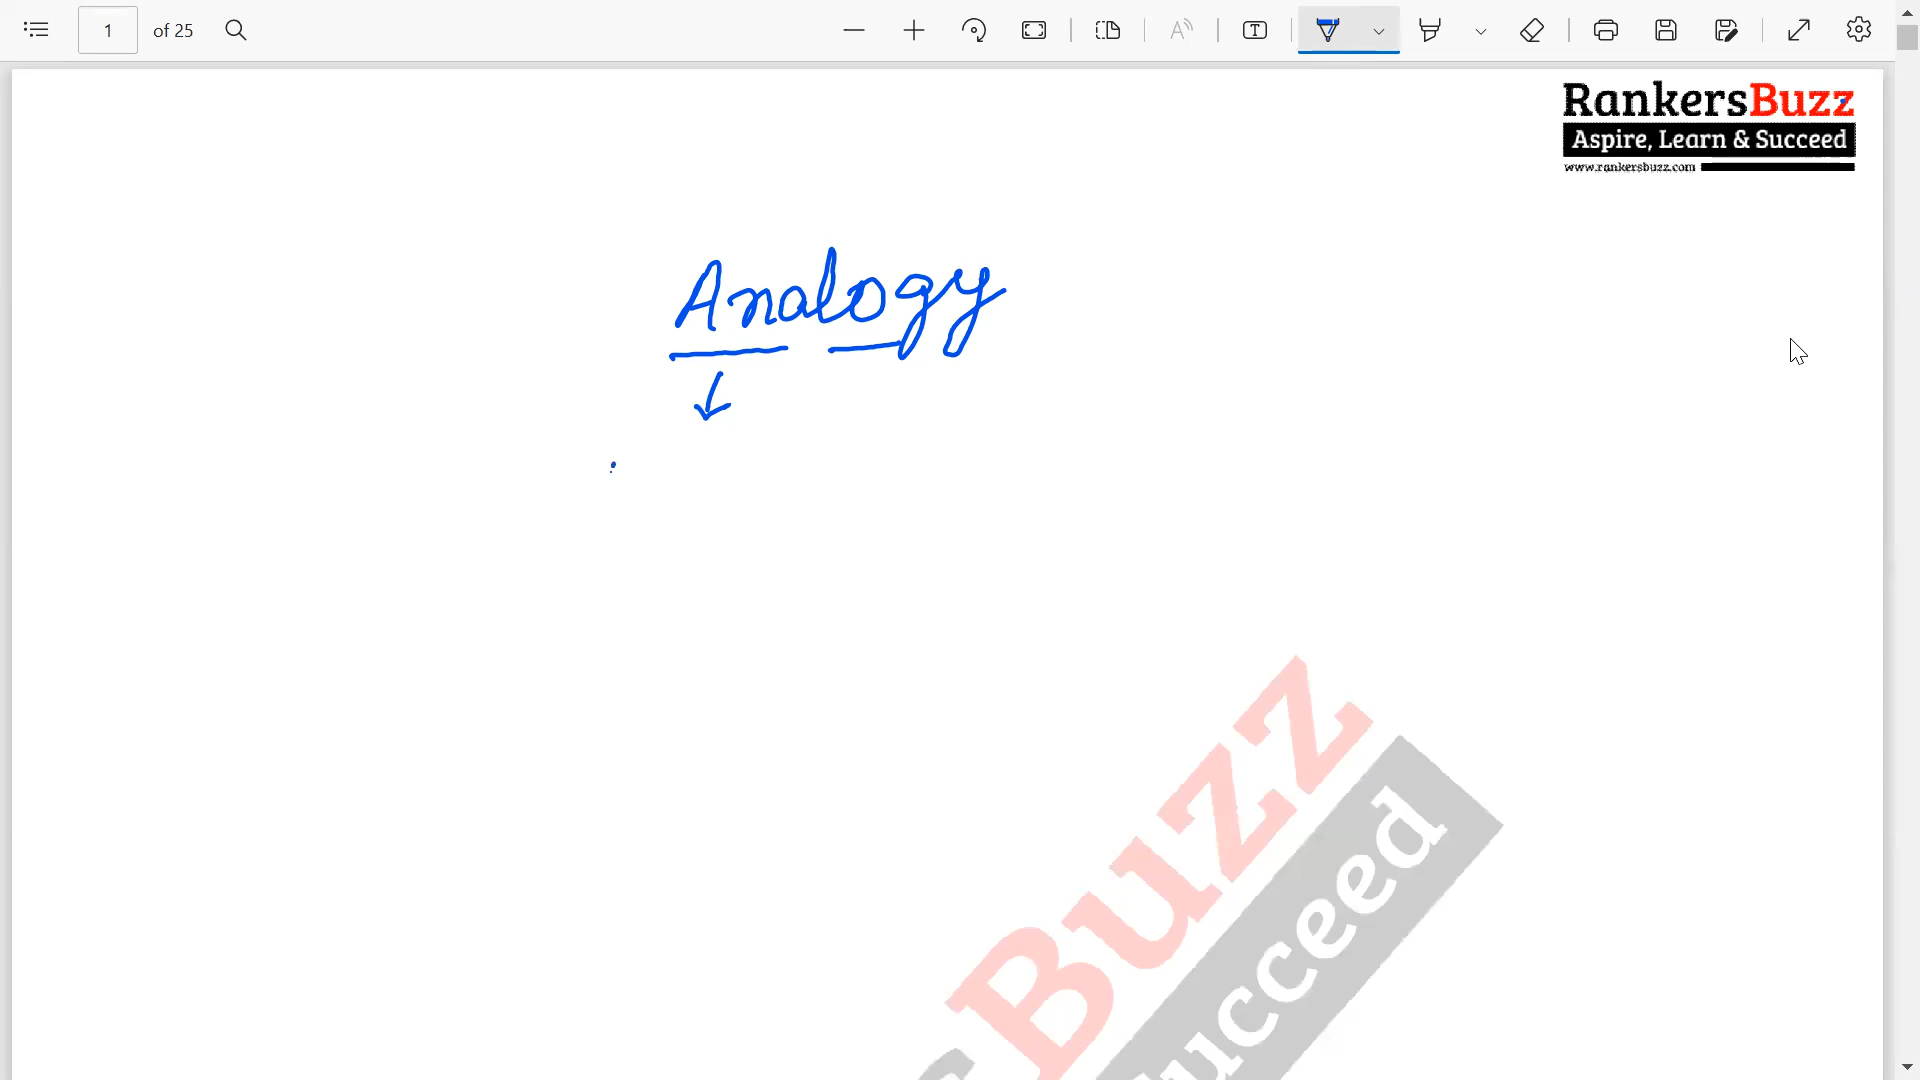 1 of 25
RankersBuzz
Aspire, Learn & Succeed
www.rankersbuzz.com
Analogy
Buzz
ucceed